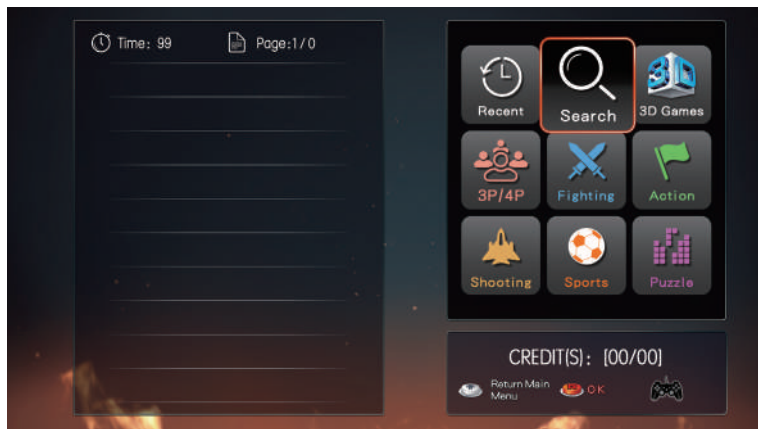 Time: 99
Page:1/0
Recent
Search
3D
3D Games
3P/4P
Fighting
Action
Shooting
Sports
Puzzle
CREDIT(S): [00/00]
Return Main
Menu
OK